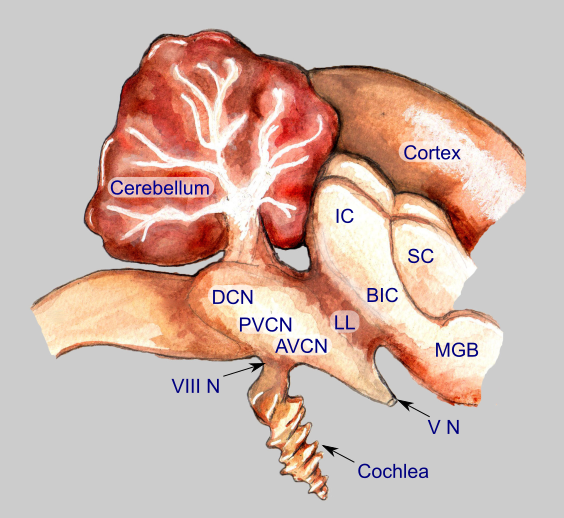 Cortex
Cerebellum
IC
SC
DCN
BIC
PVCN
LL
AVCN
MGB
VIII N
V N
Cochlea